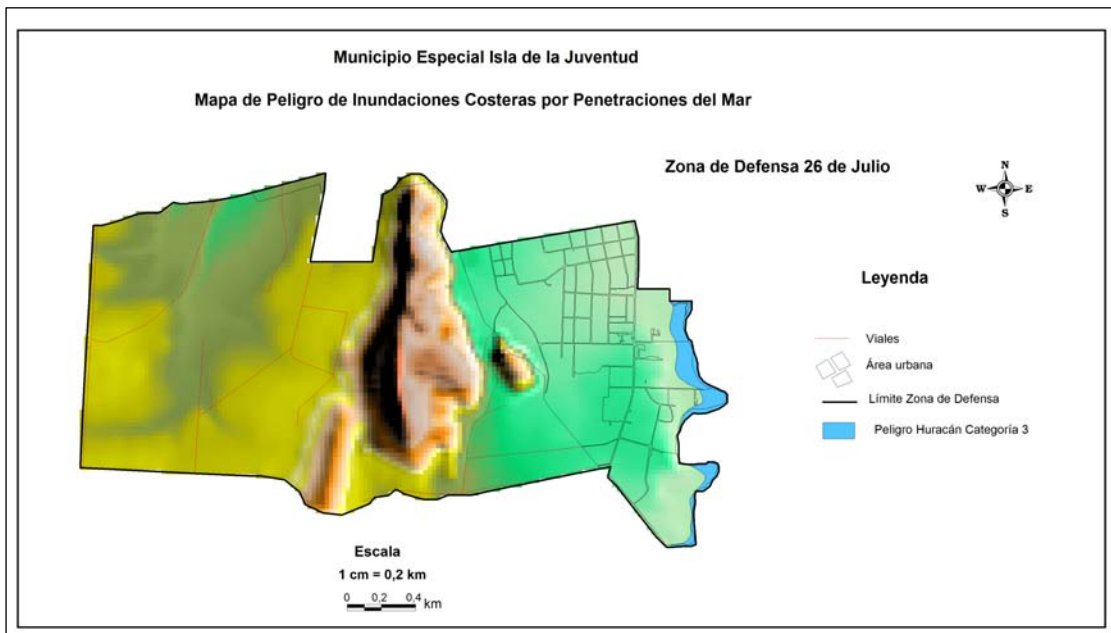 Municipio Especial Isla de la Juventud
Mapa de Peligro de Inundaciones Costeras por Penetraciones del Mar
Zona de Defensa 26 de Julio
N
W E
S
Leyenda
Viales
Área urbana
Límite Zona de Defensa
Peligro Huracán Categoría 3
Escala
1 cm = 0,2 km
0 0,2 0,4 km